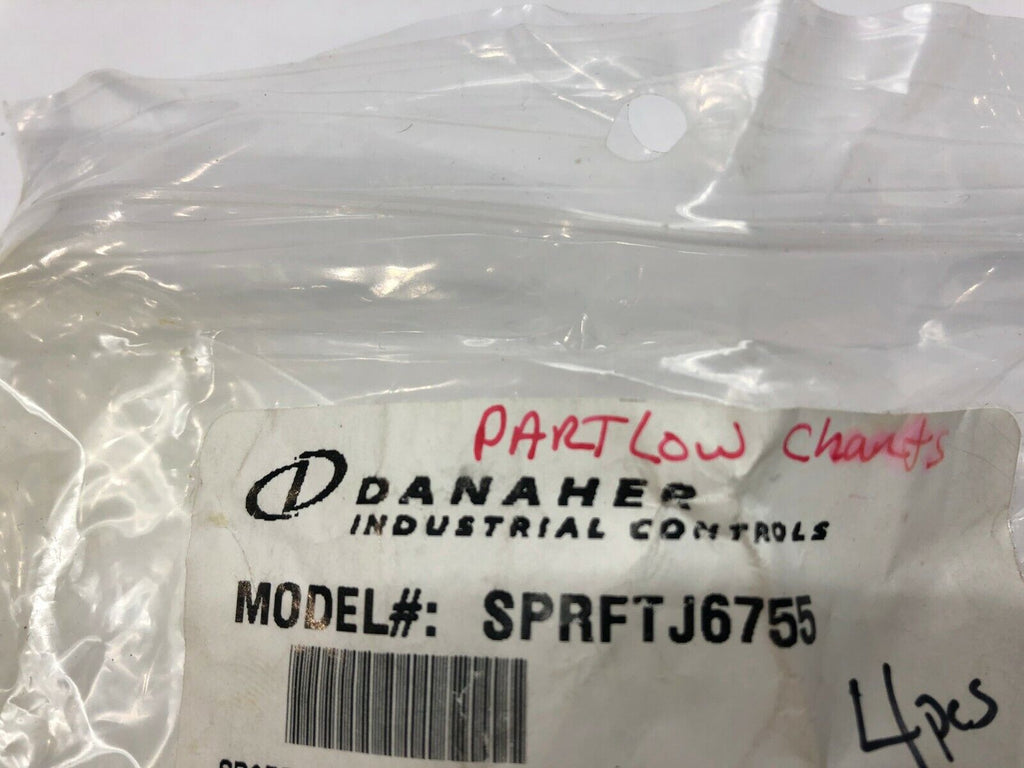 PARTLOW Charts
DANAHER
INDUSTRIAL CONTROLS
MODEL#: SPRFTJ6755
4pcs